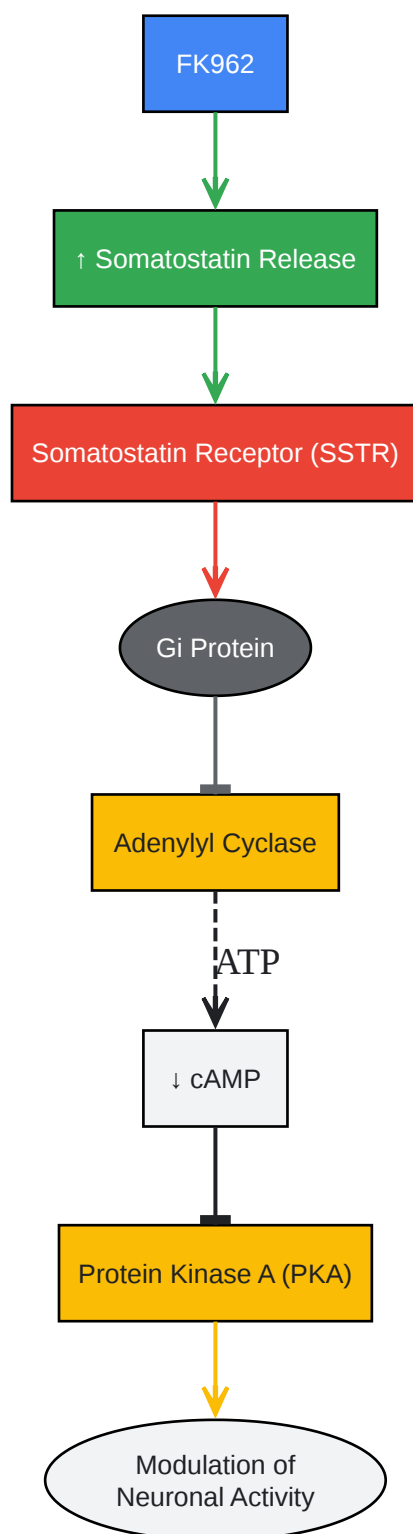 FK962
↑ Somatostatin Release
Somatostatin Receptor (SSTR)
Gi Protein
Adenylyl Cyclase
ATP
↓ cAMP
Protein Kinase A (PKA)
Modulation of
Neuronal Activity